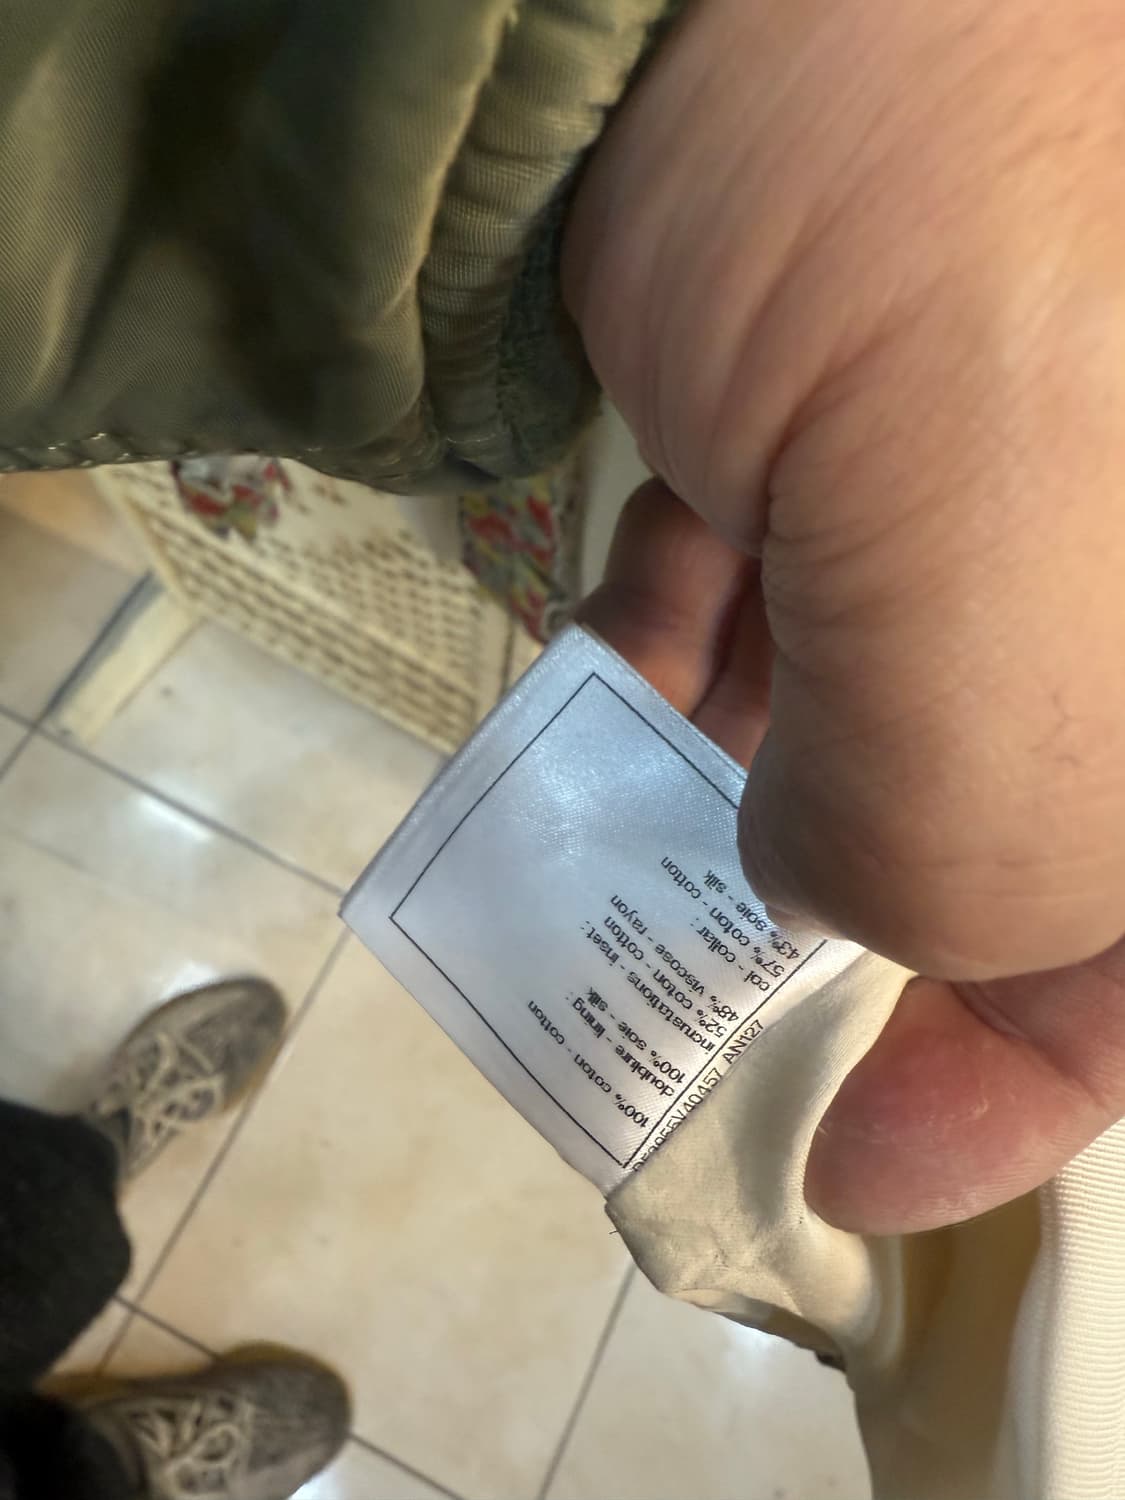 100% coton - cotton
doublure - lining :
100% soie - silk
incrustations - inset :
52% coton - cotton
48% viscose - rayon
col - collar :
57% coton - cotton
43% soie - silk
AN127